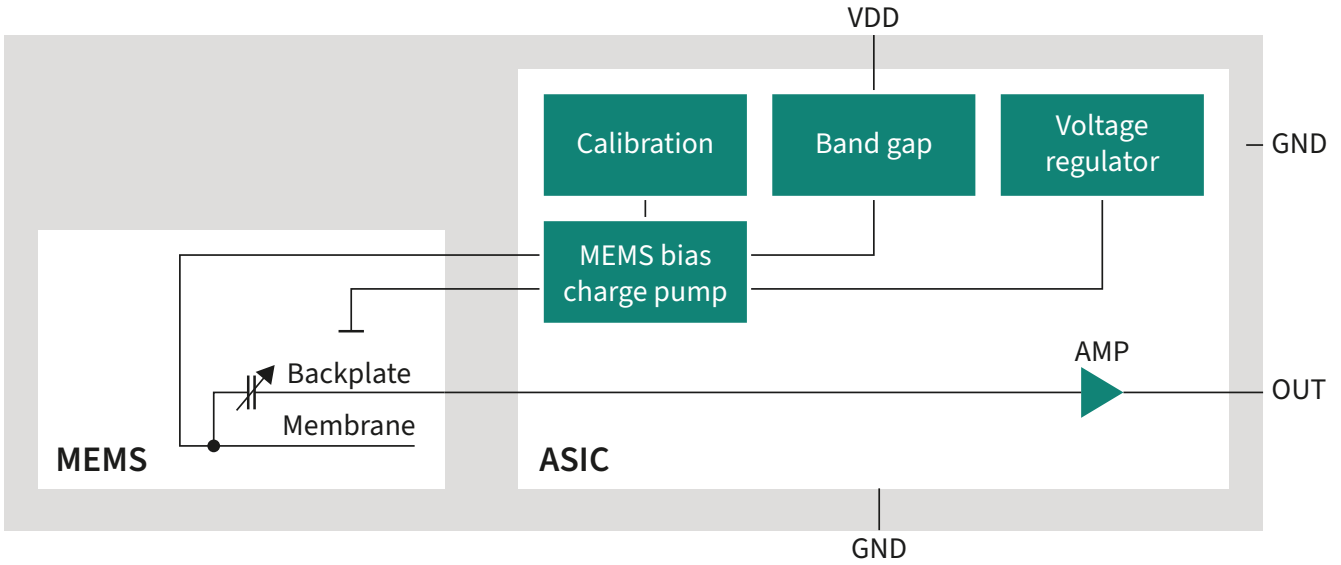 VDD
Calibration
Band gap
Voltage
regulator
GND
MEMS bias
charge pump
AMP
Backplate
OUT
Membrane
MEMS
ASIC
GND